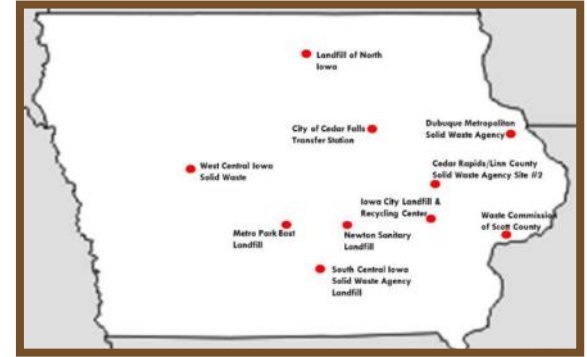 Landfill of North
Iowa
City of Cedar Falls
Transfer Station
Dubuque Metropolitan
Solid Waste Agency
West Central Iowa
Solid Waste
Cedar Rapids/Linn County
Solid Waste Agency Site #2
Iowa City Landfill &
Recycling Center
Waste Commission
of Scott County
Metro Park East
Landfill
Newton Sanitary
Landfill
South Central Iowa
Solid Waste Agency
Landfill